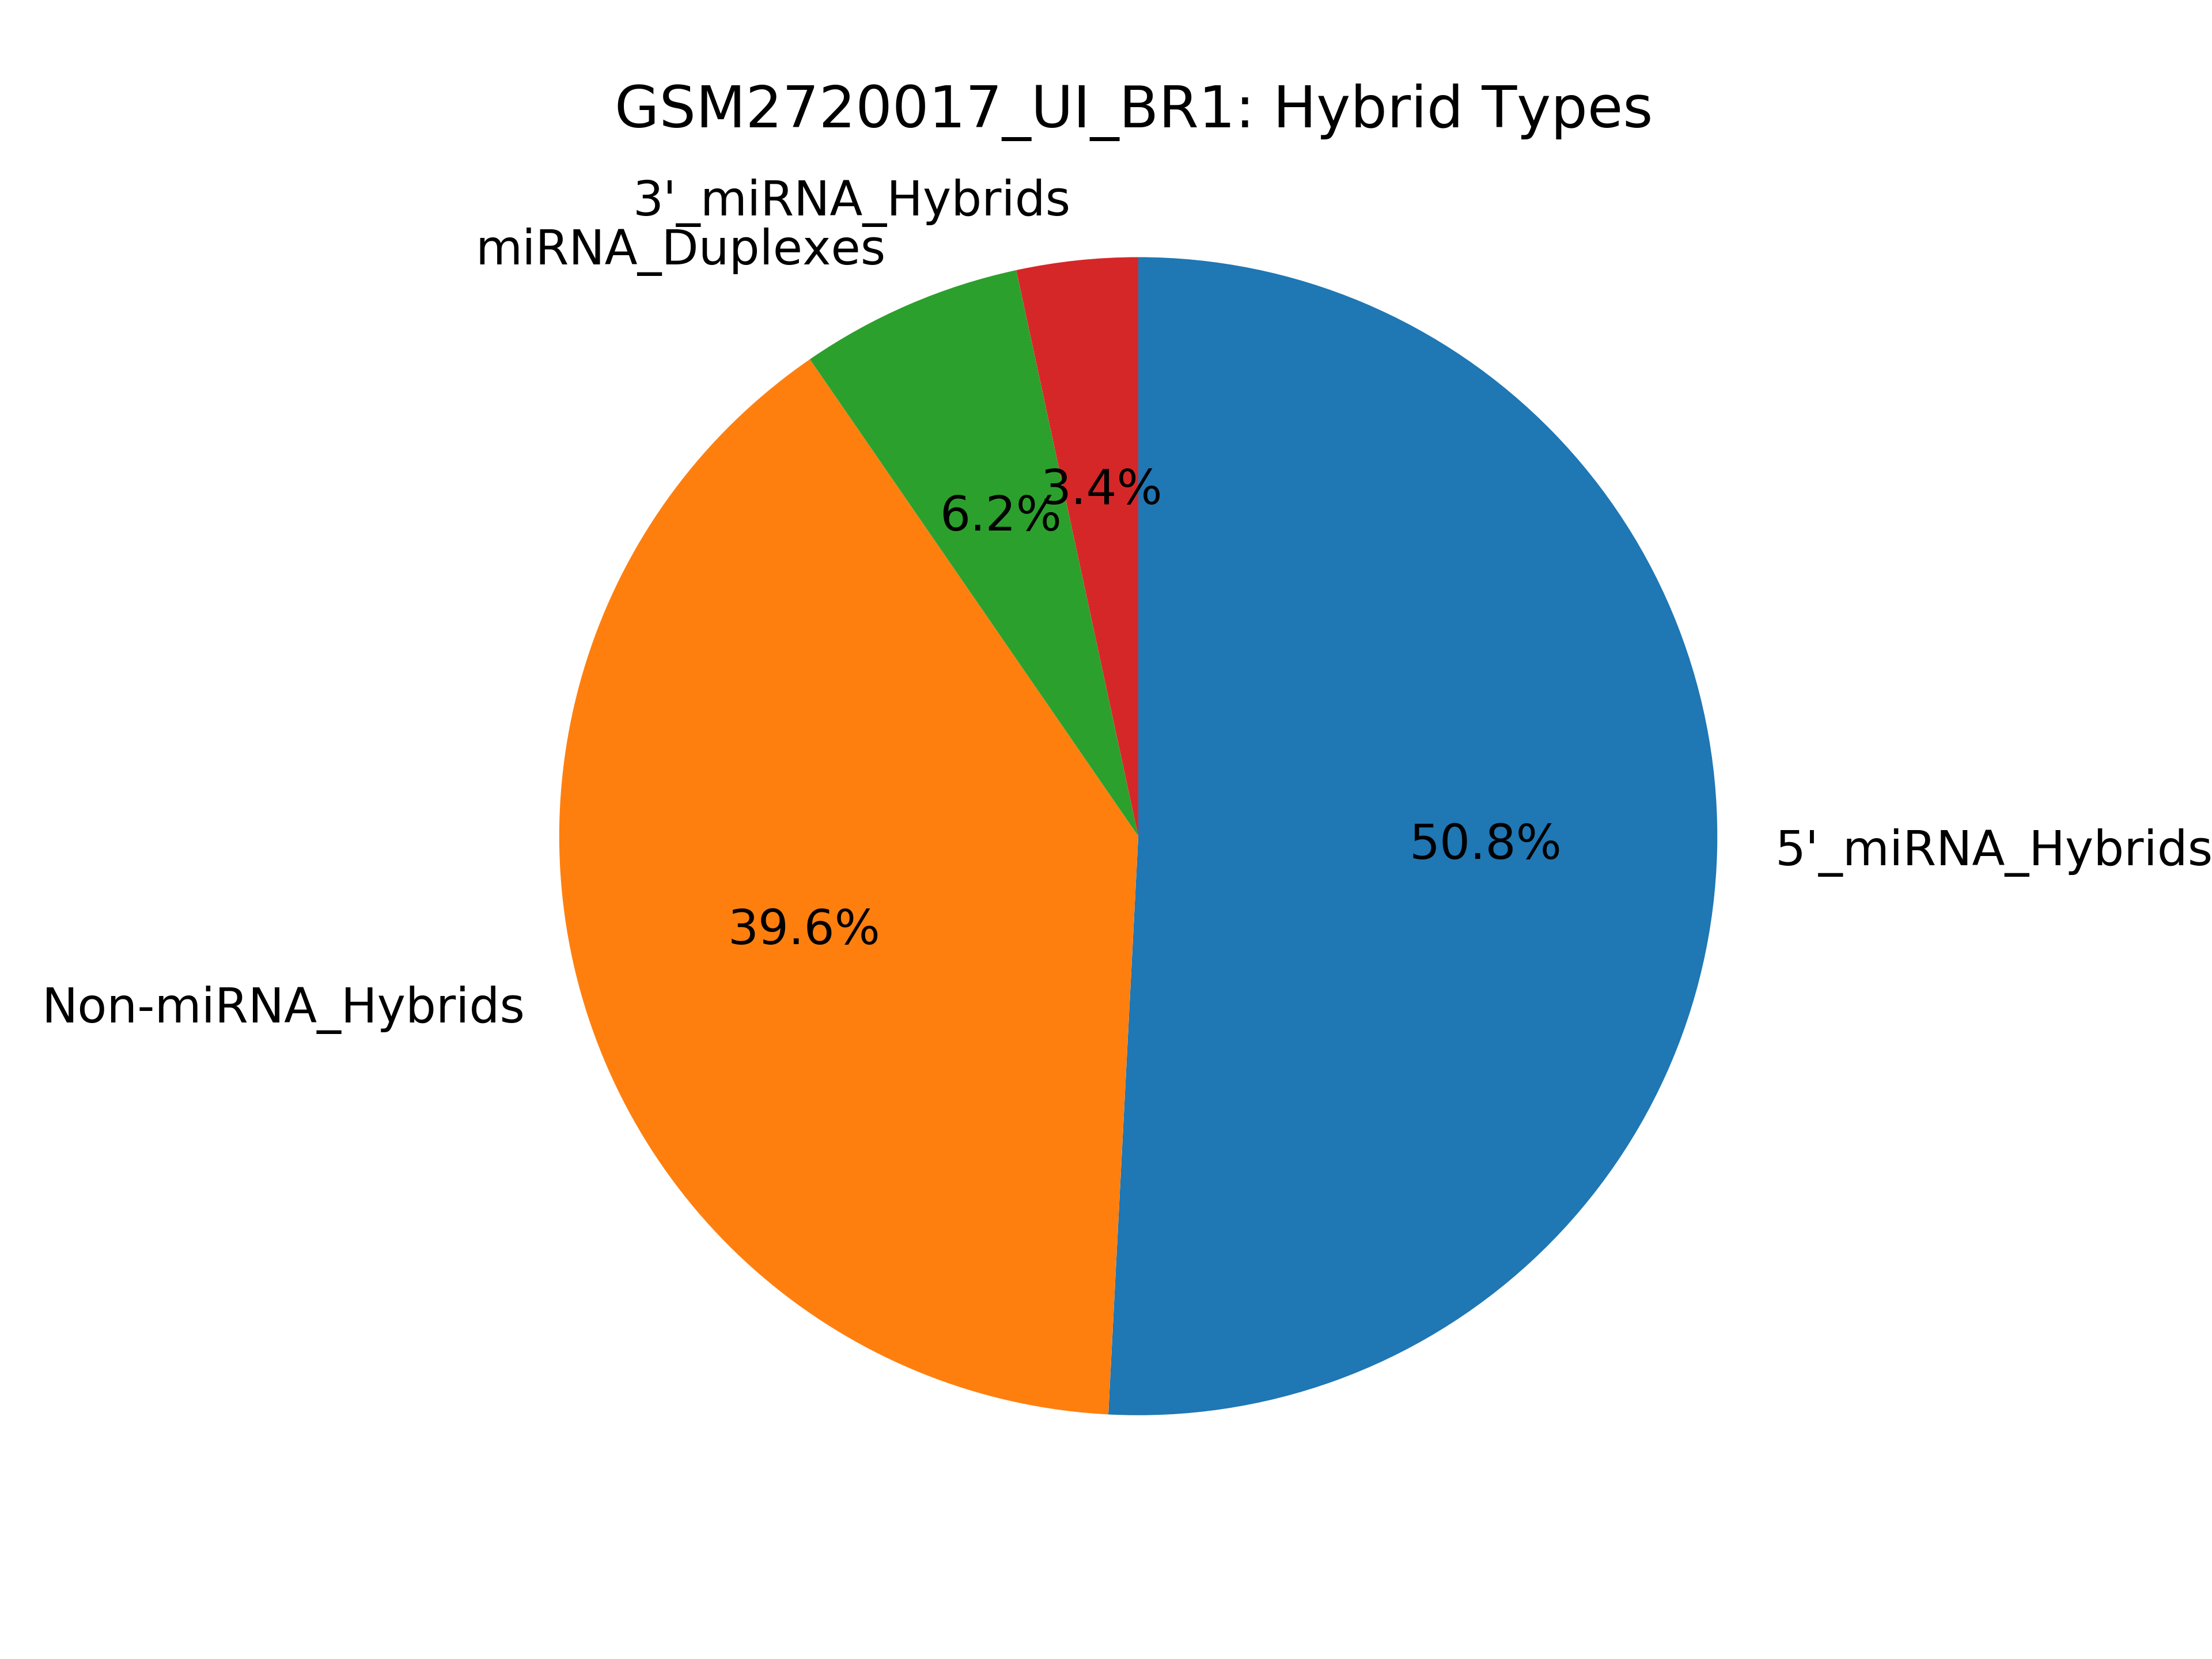 GSM2720017_UI_BR1: Hybrid Types
3'_miRNA_Hybrids
miRNA_Duplexes
3.4%
6.2%
50.8%
5'_miRNA_Hybrids
39.6%
Non-miRNA_Hybrids